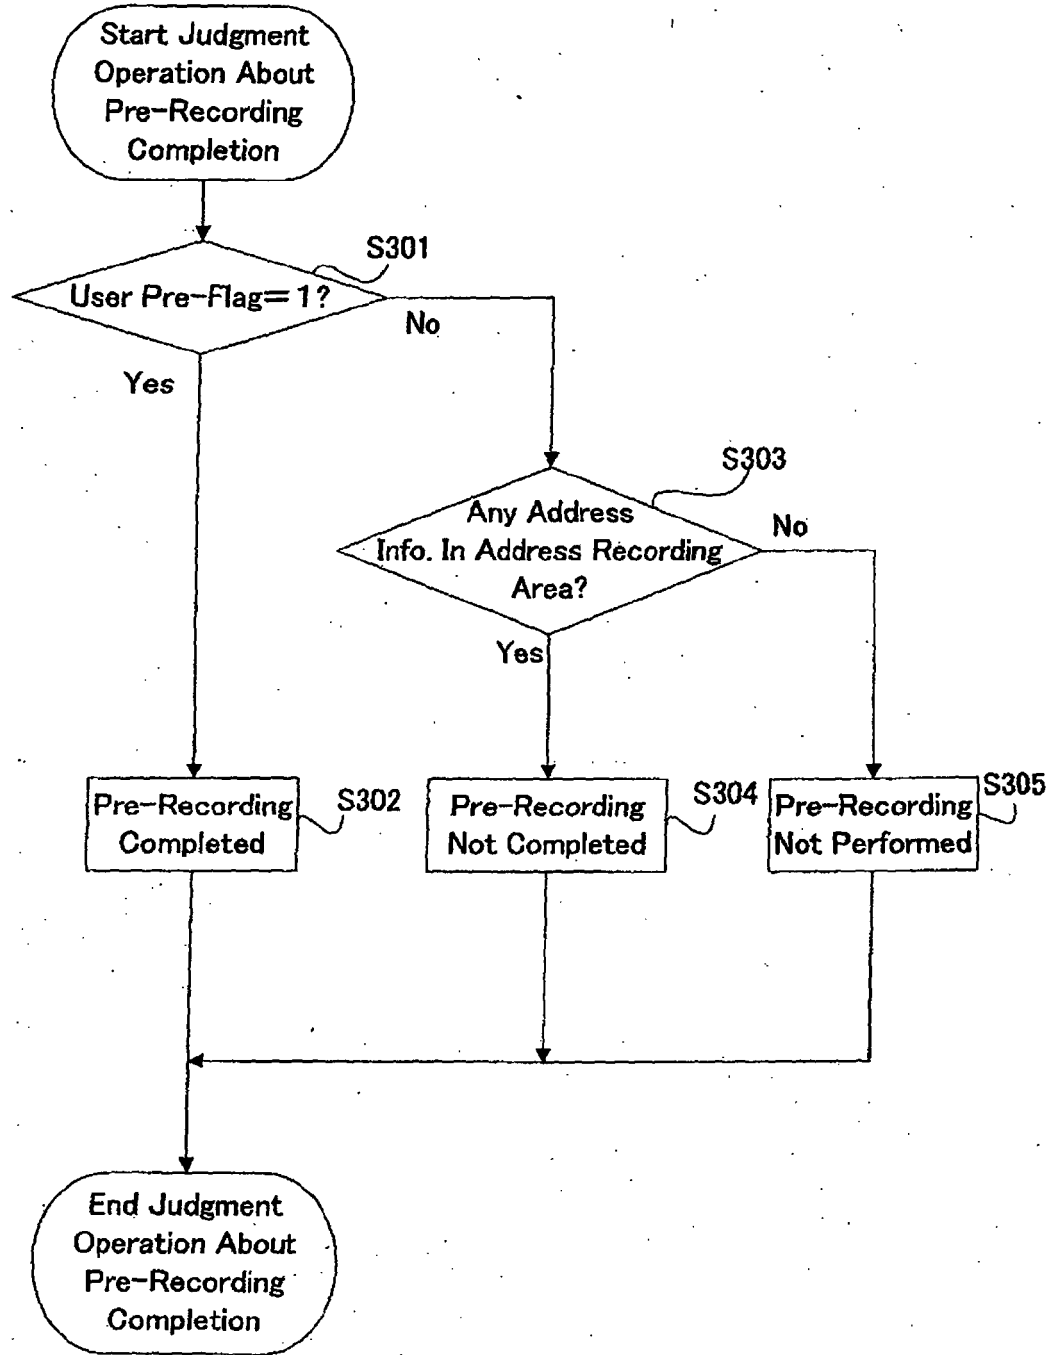 Start Judgment
Operation About
Pre-Recording
Completion
S301
User Pre-Flag=1?
No
Yes
S303
Any Address
Info. In Address Recording
Area?
No
Yes
Pre-Recording
Completed
S302
Pre-Recording
Not Completed
S304
Pre-Recording
Not Performed
S305
End Judgment
Operation About
Pre-Recording
Completion